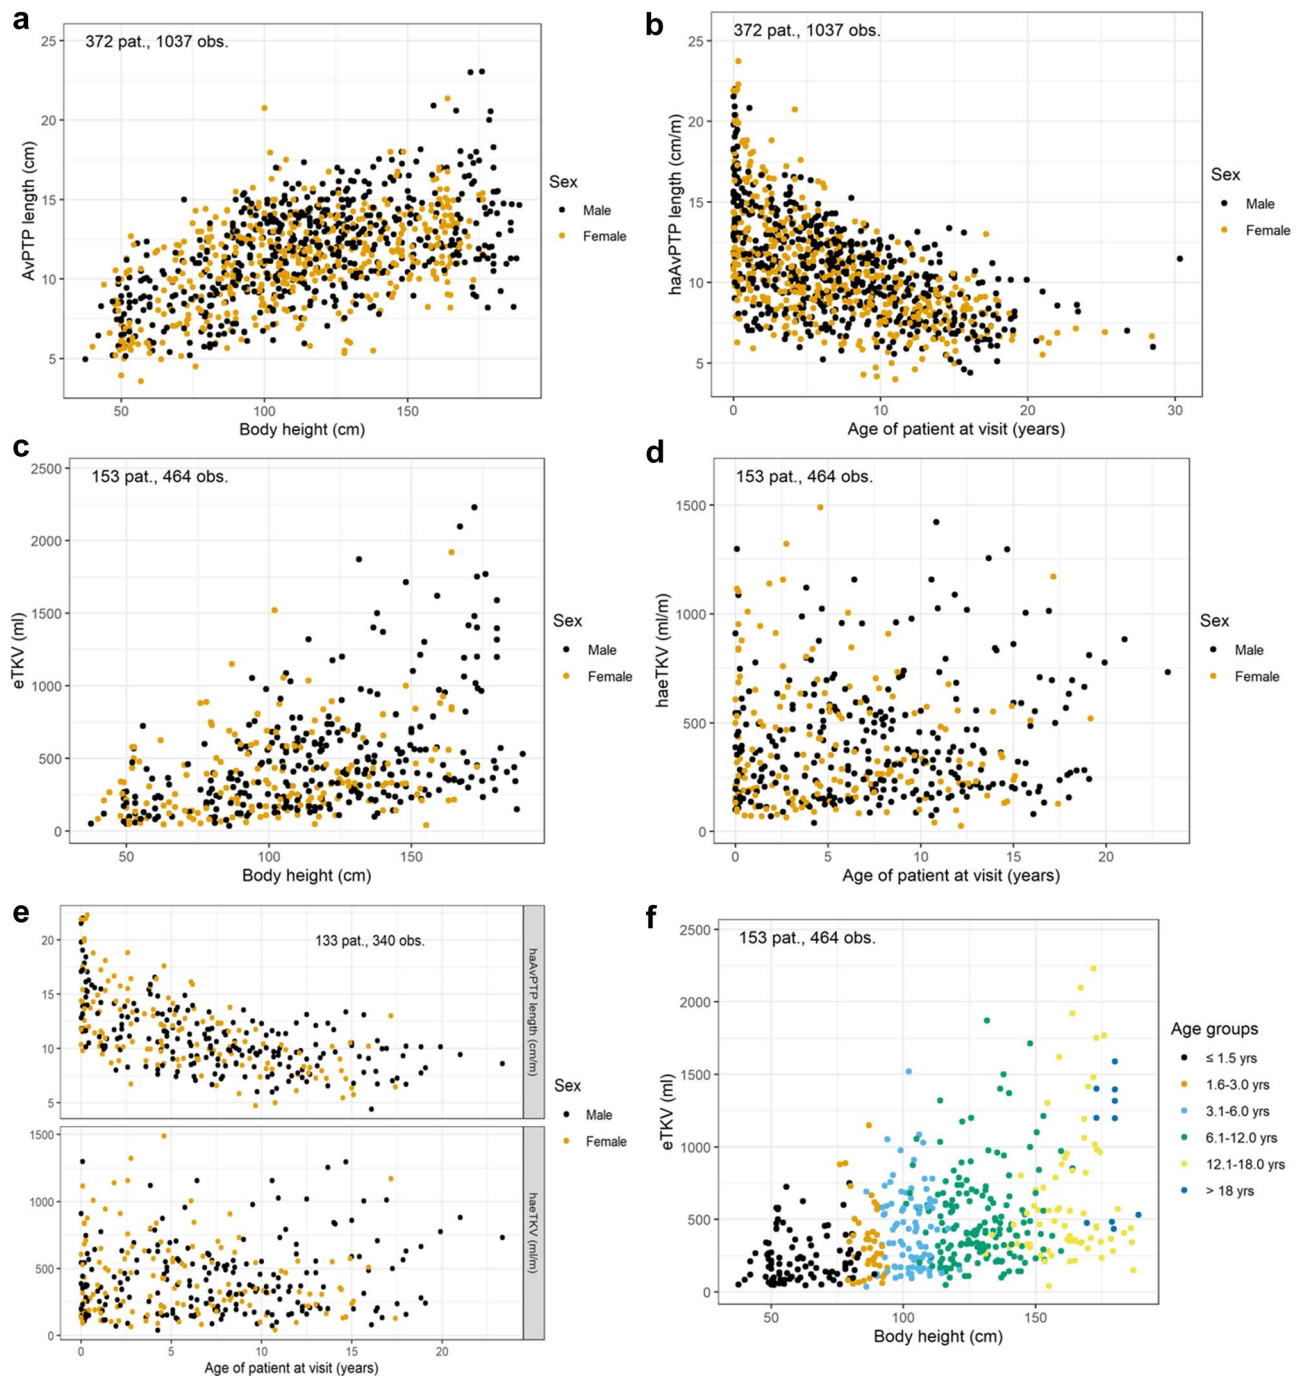 a
372 pat., 1037 obs.
25
20
15
10
5
AvPTP length (cm)
50
100
150
Body height (cm)
Sex
Male
Female
b
372 pat., 1037 obs.
25
20
15
10
5
haAvPTP length (cm/m)
0
10
20
30
Age of patient at visit (years)
Sex
Male
Female
c
153 pat., 464 obs.
2500
2000
1500
1000
500
0
eTKV (ml)
50
100
150
Body height (cm)
Sex
Male
Female
d
153 pat., 464 obs.
1500
1000
500
0
haeTKV (ml/m)
0
5
10
15
20
Age of patient at visit (years)
Sex
Male
Female
e
133 pat., 340 obs.
20
15
10
5
haAvPTP length (cm/m)
1500
1000
500
0
haeTKV (ml/m)
0
5
10
15
20
Age of patient at visit (years)
Sex
Male
Female
f
153 pat., 464 obs.
2500
2000
1500
1000
500
0
eTKV (ml)
50
100
150
Body height (cm)
Age groups
≤ 1.5 yrs
1.6-3.0 yrs
3.1-6.0 yrs
6.1-12.0 yrs
12.1-18.0 yrs
> 18 yrs